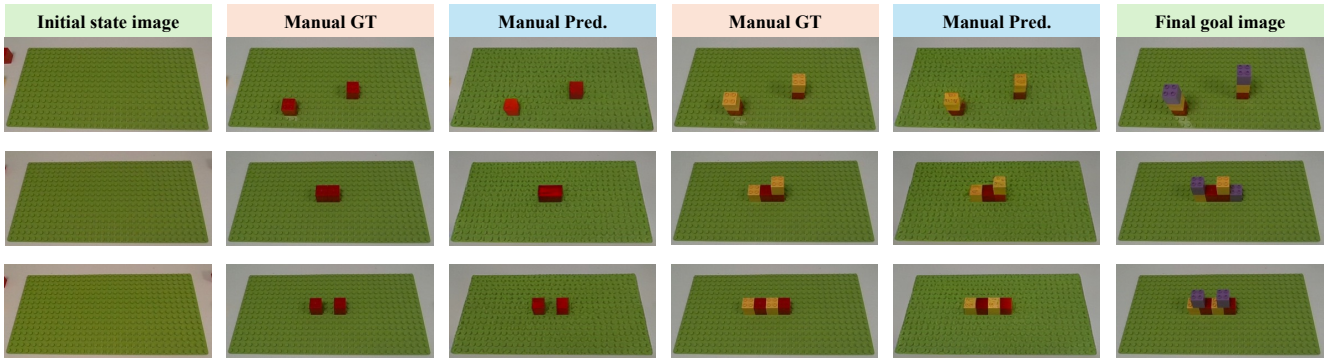 Initial state image
Manual GT
Manual Pred.
Manual GT
Manual Pred.
Final goal image